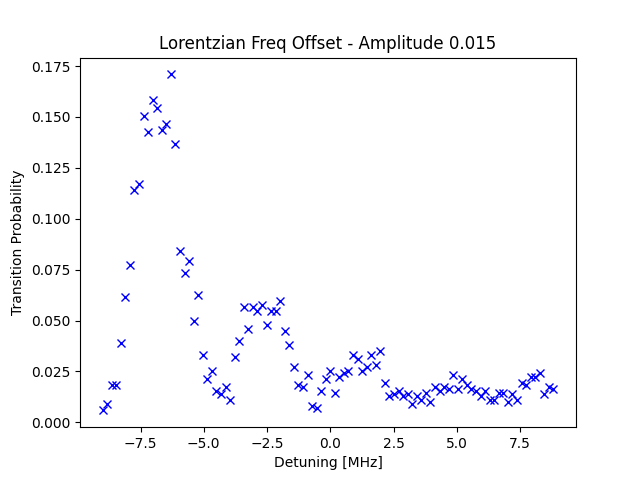 Lorentzian Freq Offset - Amplitude 0.015
0.175
0.150
0.125
0.100
0.075
0.050
0.025
0.000
Transition Probability
−7.5 −5.0 −2.5 0.0 2.5 5.0 7.5
Detuning [MHz]